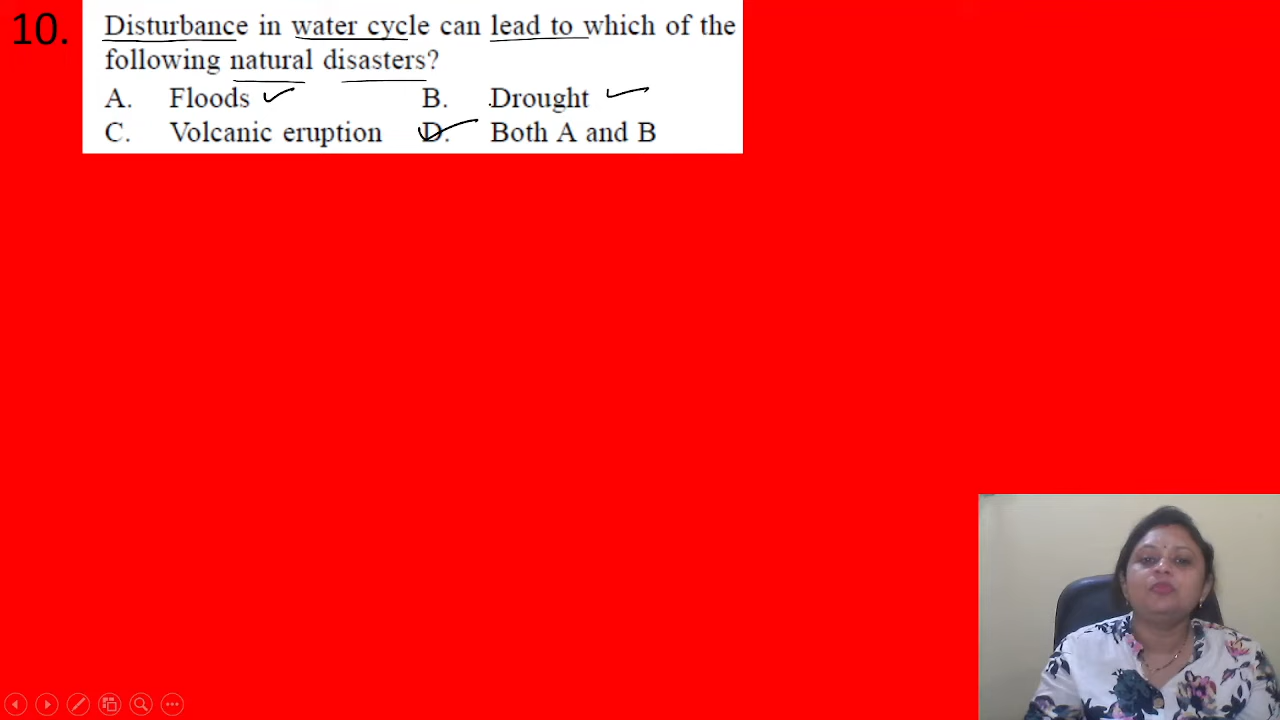 10. Disturbance in water cycle can lead to which of the
following natural disasters?
A. Floods B. Drought
C. Volcanic eruption D. Both A and B